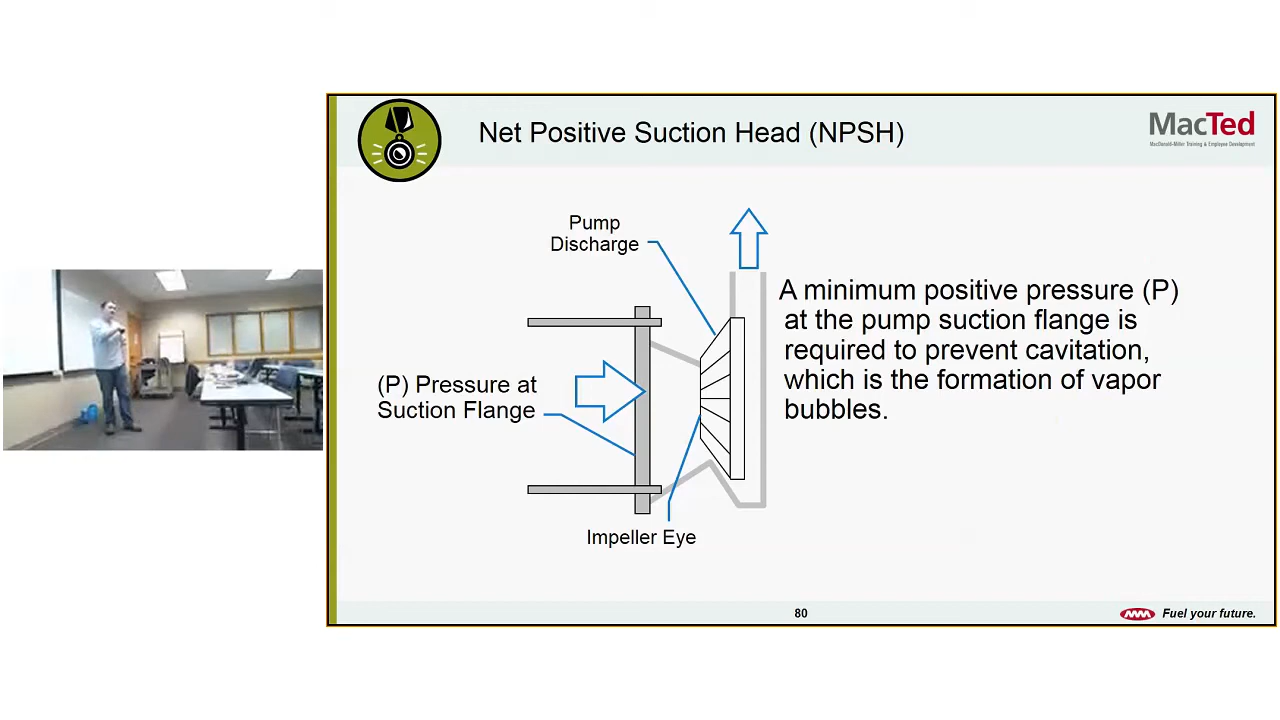 Net Positive Suction Head (NPSH)
MacTed
MacDonald-Miller Training & Employee Development
Pump
Discharge
A minimum positive pressure (P)
at the pump suction flange is
required to prevent cavitation,
which is the formation of vapor
bubbles.
(P) Pressure at
Suction Flange
Impeller Eye
80
Fuel your future.